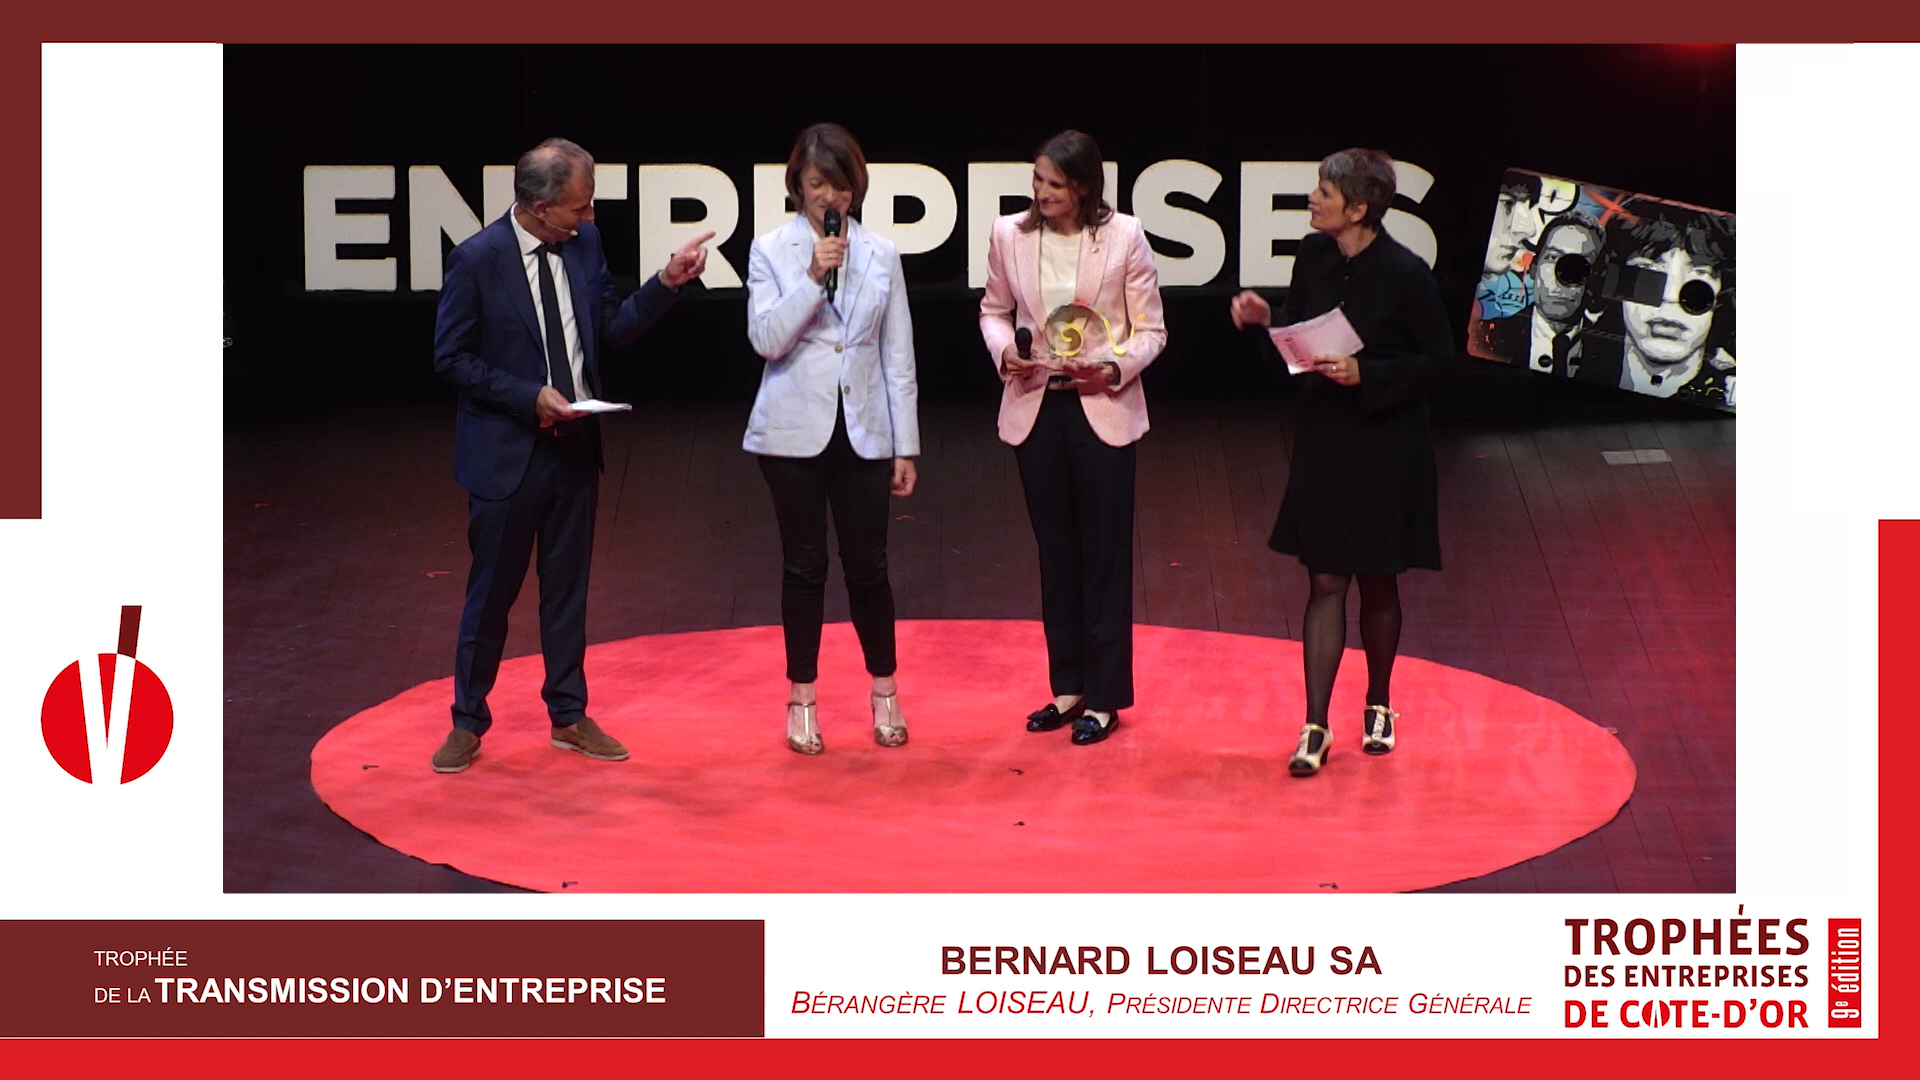 ENTREPRISES
TROPHÉE
DE LA TRANSMISSION D'ENTREPRISE
BERNARD LOISEAU SA
BÉRANGÈRE LOISEAU, PRÉSIDENTE DIRECTRICE GÉNÉRALE
TROPHÉES
DES ENTREPRISES
DE COTE-D'OR
9e édition